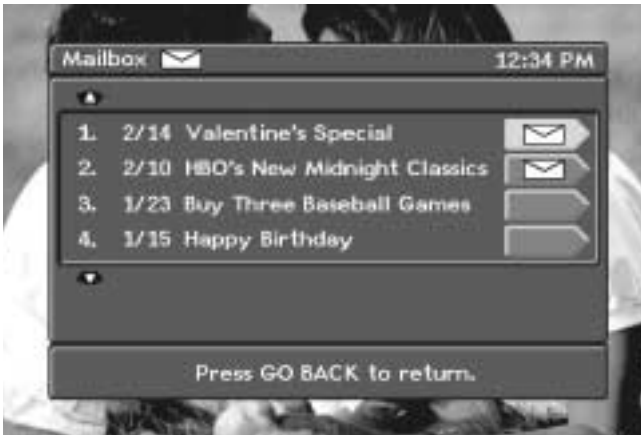 Mailbox 12:34 PM
1. 2/14 Valentine's Special
2. 2/10 HBO's New Midnight Classics
3. 1/23 Buy Three Baseball Games
4. 1/15 Happy Birthday
Press GO BACK to return.